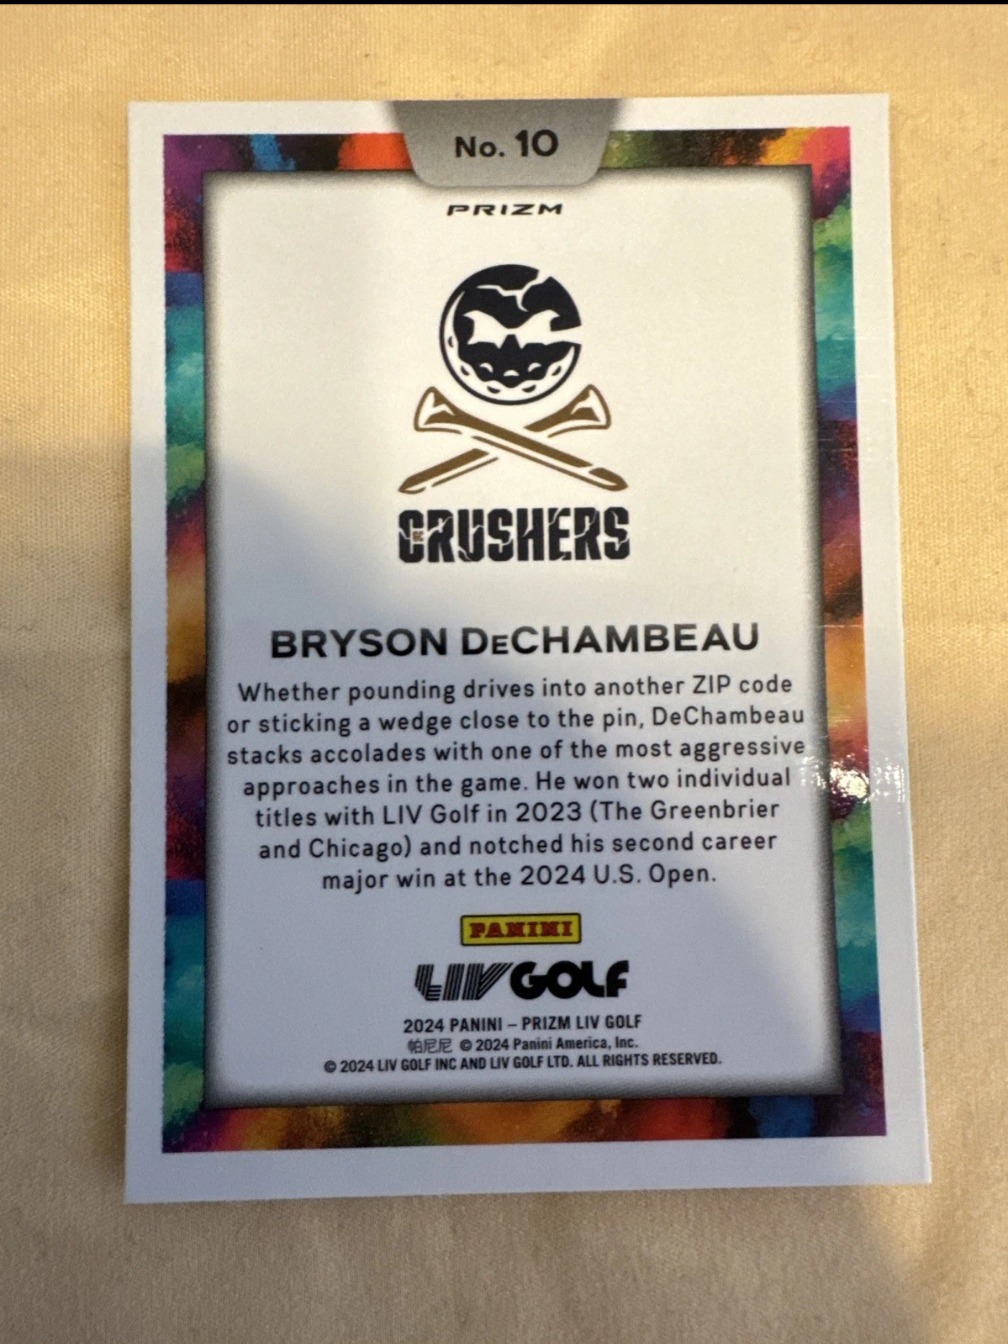 No. 10
PRIZM
CRUSHERS
BRYSON DeCHAMBEAU
Whether pounding drives into another ZIP code
or sticking a wedge close to the pin, DeChambeau
stacks accolades with one of the most aggressive
approaches in the game. He won two individual
titles with LIV Golf in 2023 (The Greenbrier
and Chicago) and notched his second career
major win at the 2024 U.S. Open.
PANINI
LIV GOLF
2024 PANINI – PRIZM LIV GOLF
帕尼尼 © 2024 Panini America, Inc.
© 2024 LIV GOLF INC AND LIV GOLF LTD. ALL RIGHTS RESERVED.